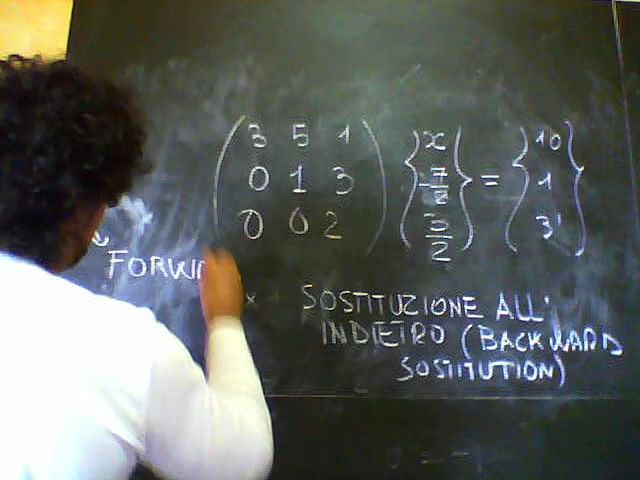 3 5 1 x 10
0 1 3 -7/2 = 1
0 0 2 3/2 3
FORW
SOSTITUZIONE ALL'
INDIETRO (BACKWARD
SOSTITUTION)